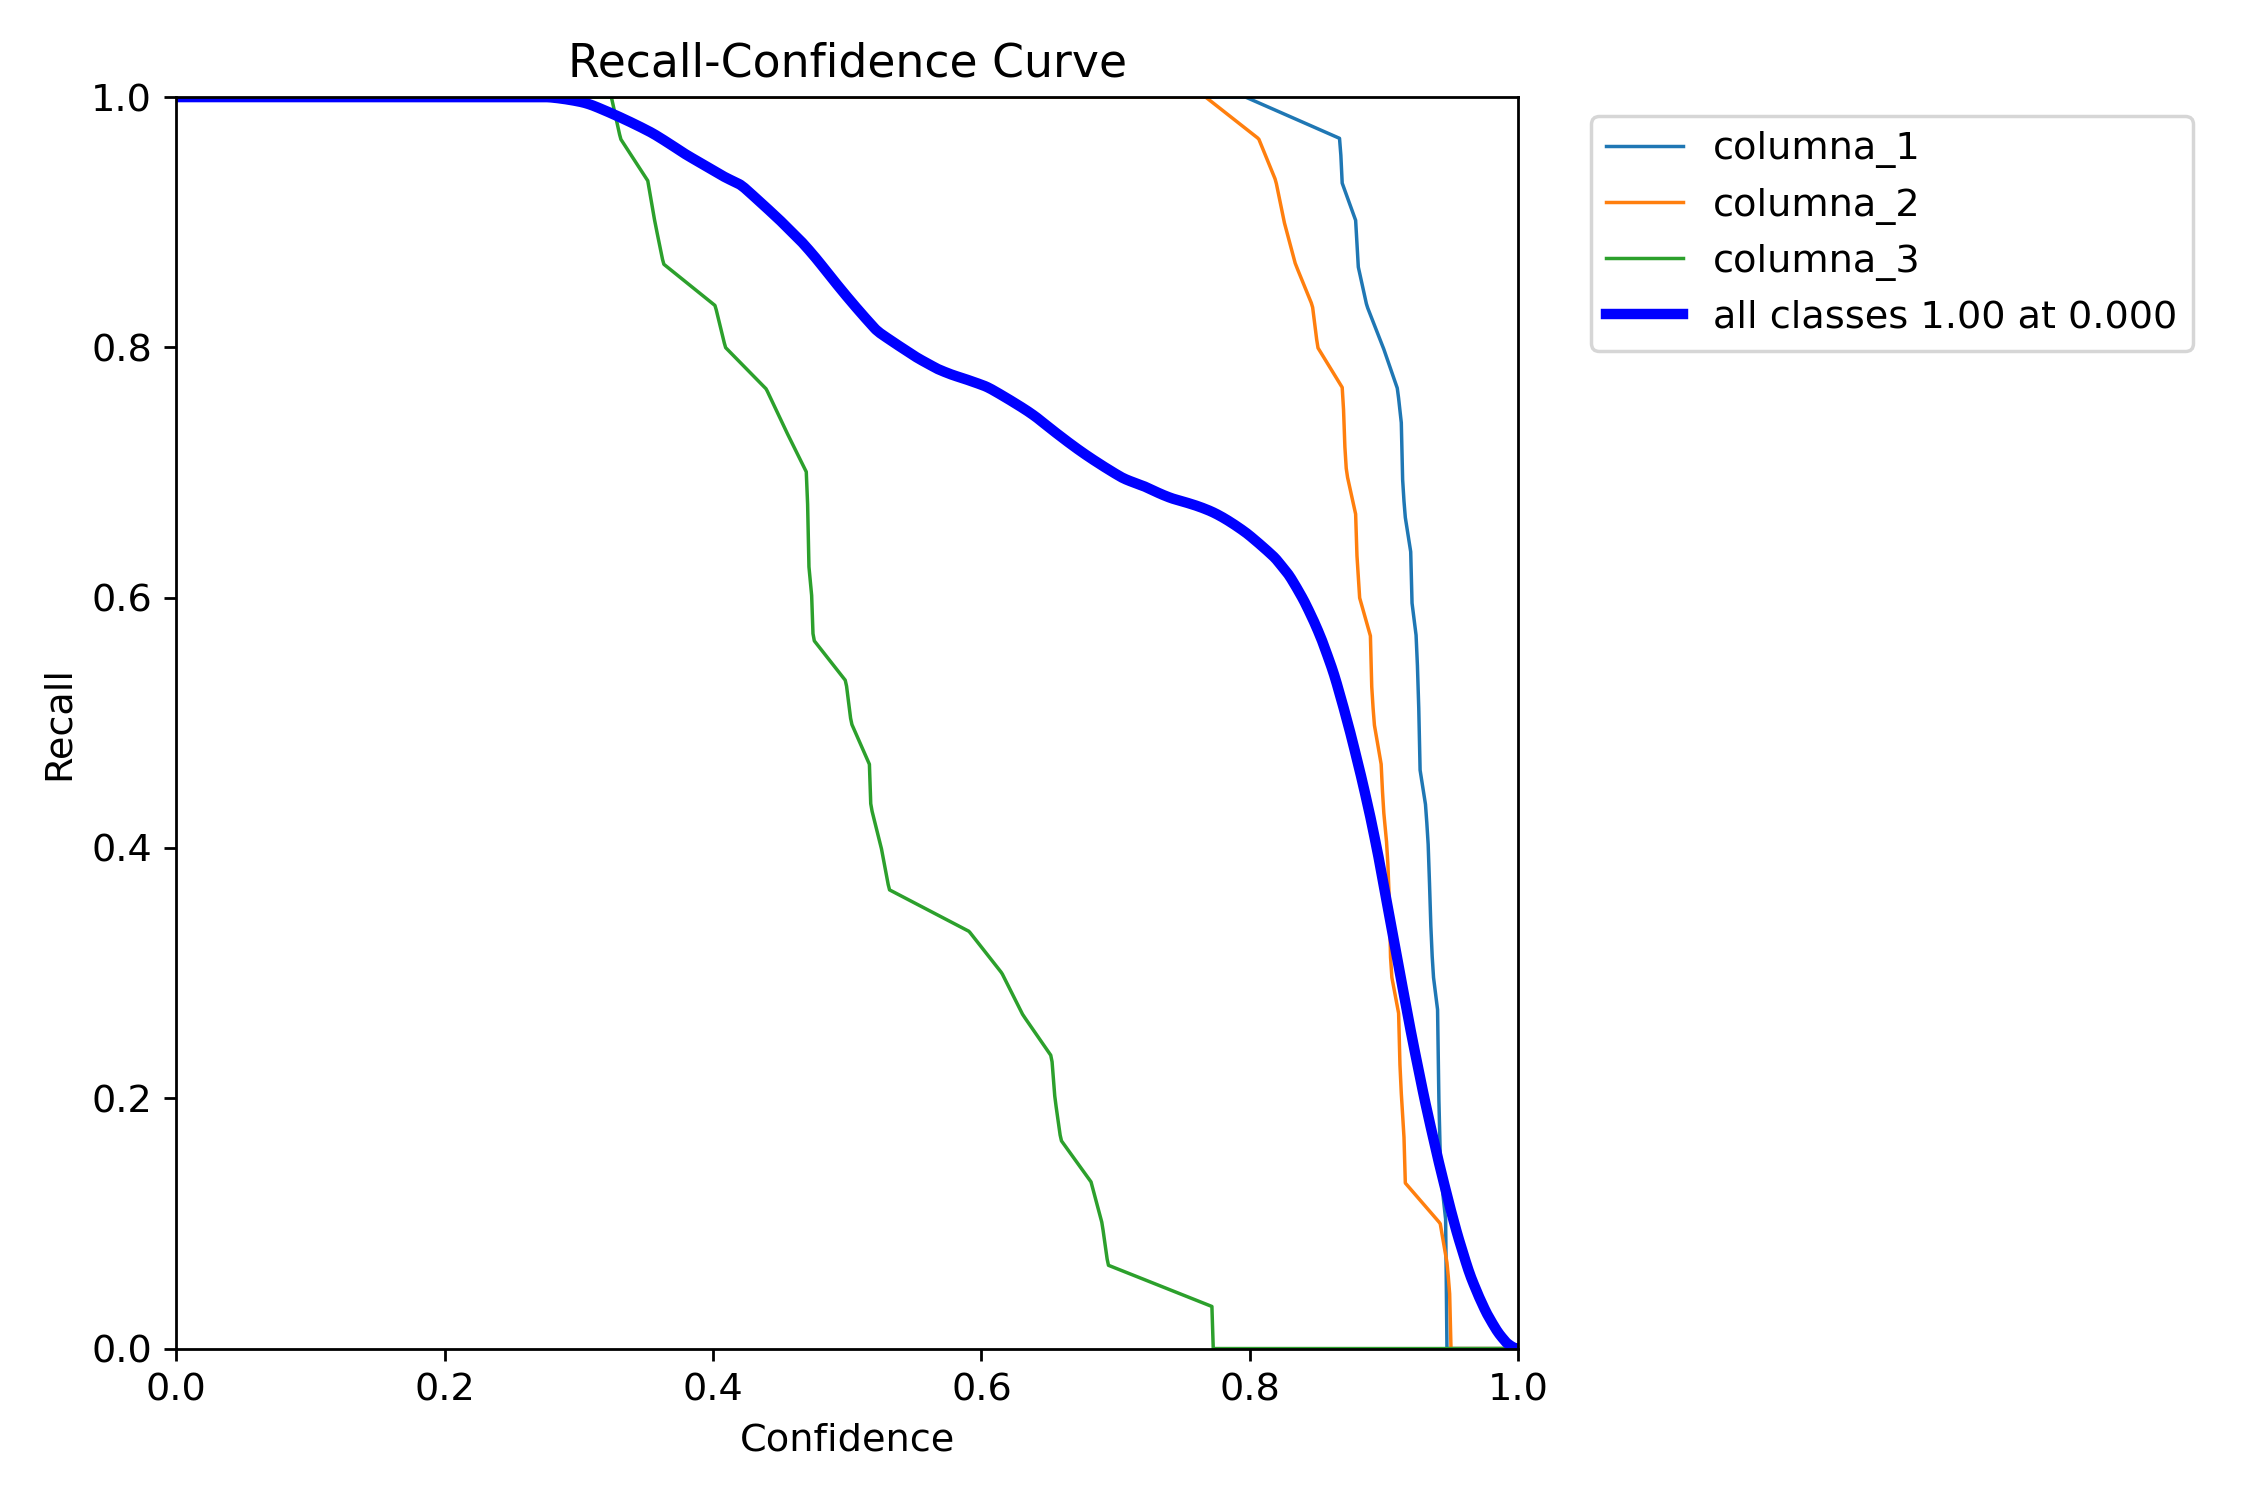 Recall-Confidence Curve
1.0
0.8
0.6
0.4
0.2
0.0
Recall
0.0 0.2 0.4 0.6 0.8 1.0
Confidence
columna_1
columna_2
columna_3
all classes 1.00 at 0.000